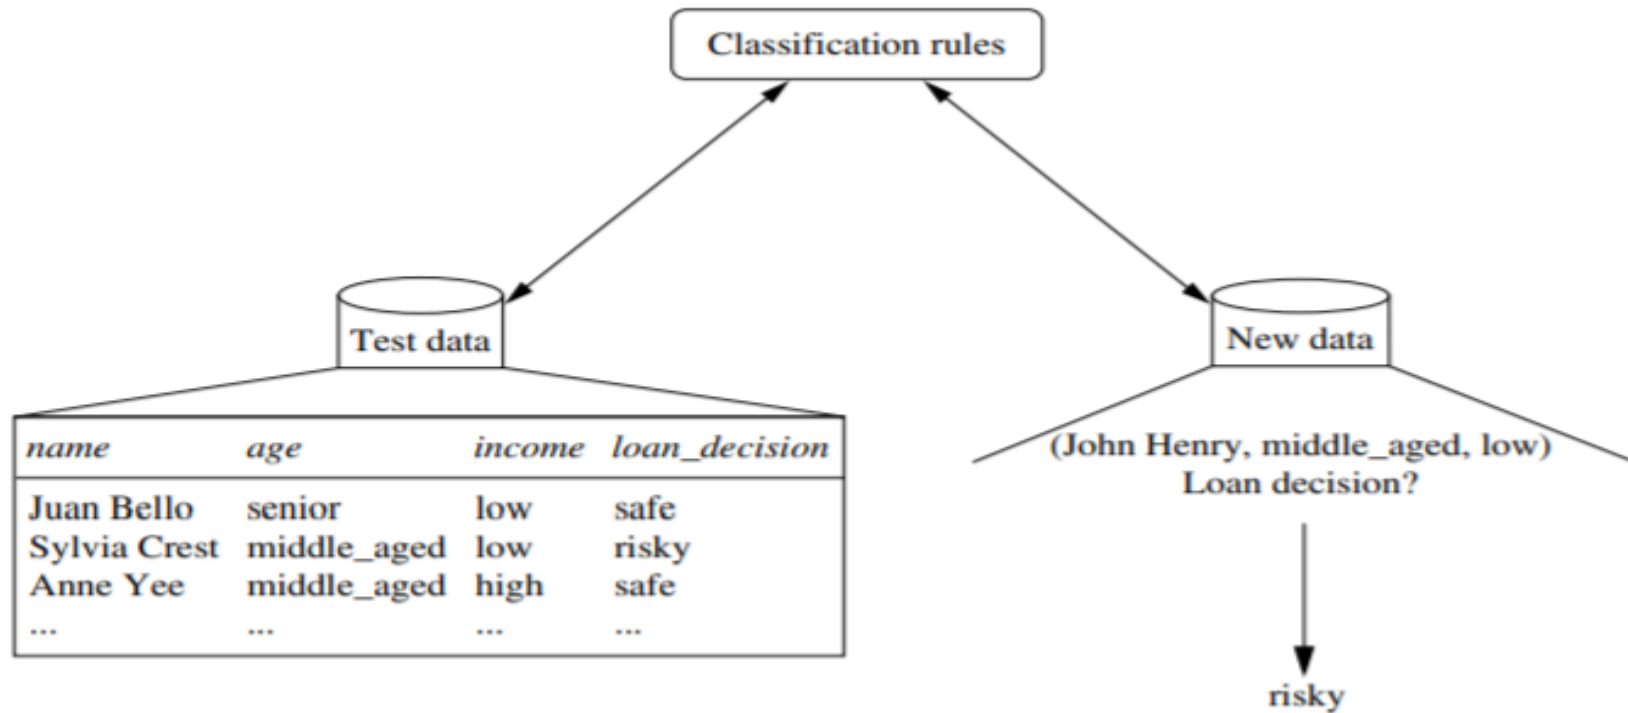 Classification rules
Test data
name age income loan_decision
Juan Bello senior low safe
Sylvia Crest middle_aged low risky
Anne Yee middle_aged high safe
... ... ... ...
New data
(John Henry, middle_aged, low)
Loan decision?
risky